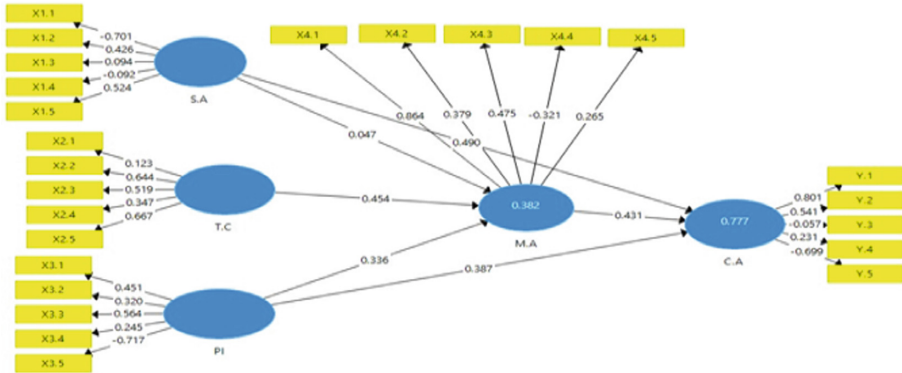 X1.1
X1.2
X1.3
X1.4
X1.5
-0.701
0.426
0.094
-0.092
0.524
S.A
X4.1
X4.2
X4.3
X4.4
X4.5
0.864
0.379
0.475
-0.321
0.265
0.047
0.490
X2.1
X2.2
X2.3
X2.4
X2.5
0.123
0.644
0.519
0.347
0.667
T.C
0.454
0.382
M.A
0.431
0.777
C.A
0.336
0.387
Y.1
Y.2
Y.3
Y.4
Y.5
0.801
0.541
-0.057
0.231
-0.699
X3.1
X3.2
X3.3
X3.4
X3.5
0.451
0.320
0.564
0.245
-0.717
PI